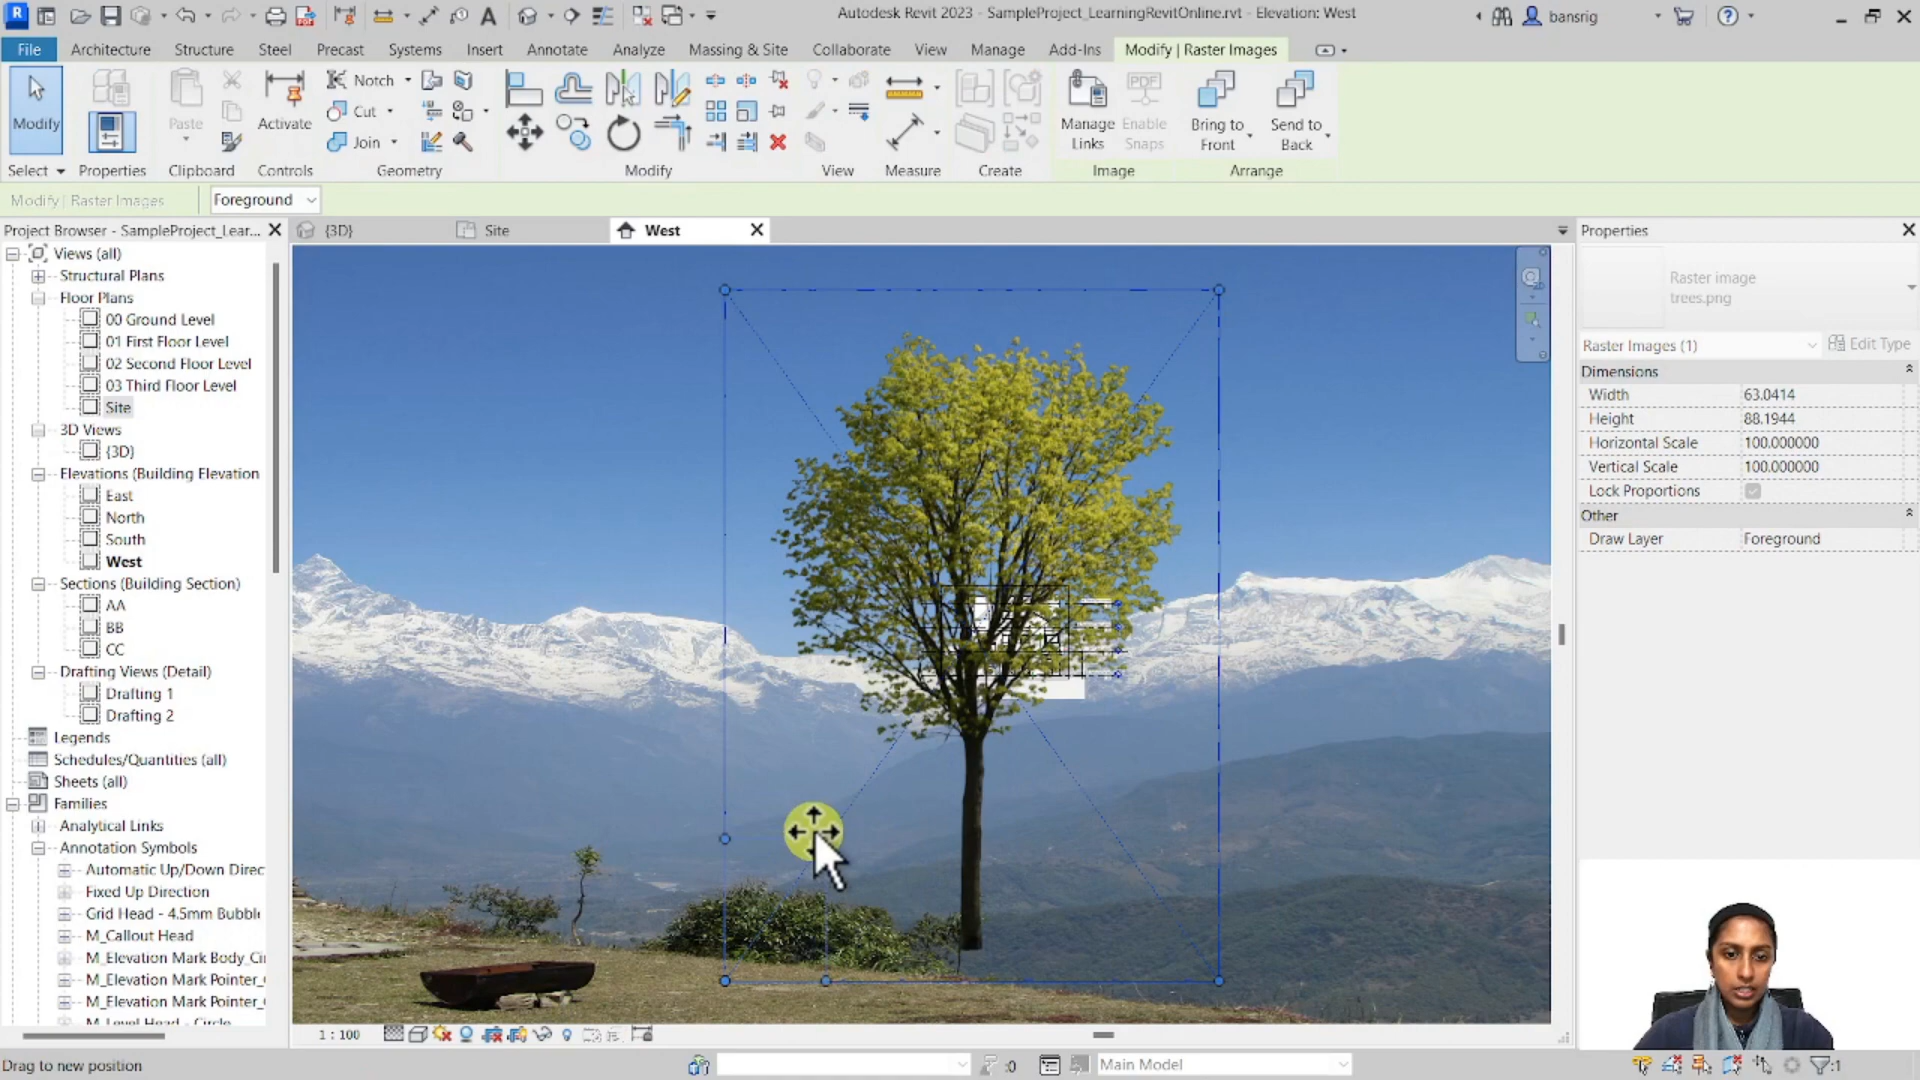 Autodesk Revit 2023 - SampleProject_LearningRevitOnline.rvt - Elevation: West
bansrig
File Architecture Structure Steel Precast Systems Insert Annotate Analyze Massing & Site Collaborate View Manage Add-Ins Modify | Raster Images
Modify
Paste
Notch
Cut
Join
Activate
Manage Links
PDF
Enable Snaps
Bring to Front
Send to Back
Select Properties Clipboard Controls Geometry Modify View Measure Create Image Arrange
Modify | Raster Images Foreground
Project Browser - SampleProject_Lear...
{3D} Site West
Views (all)
Structural Plans
Floor Plans
00 Ground Level
01 First Floor Level
02 Second Floor Level
03 Third Floor Level
Site
3D Views
{3D}
Elevations (Building Elevation
East
North
South
West
Sections (Building Section)
AA
BB
CC
Drafting Views (Detail)
Drafting 1
Drafting 2
Legends
Schedules/Quantities (all)
Sheets (all)
Families
Analytical Links
Annotation Symbols
Automatic Up/Down Direc
Fixed Up Direction
Grid Head - 4.5mm Bubbl
M_Callout Head
M_Elevation Mark Body_Ci
M_Elevation Mark Pointer_
M_Elevation Mark Pointer_
M_Level Head - Circle
Properties
Raster image
trees.png
Raster Images (1) Edit Type
Dimensions
Width 63.0414
Height 88.1944
Horizontal Scale 100.000000
Vertical Scale 100.000000
Lock Proportions
Other
Draw Layer Foreground
1 : 100
Drag to new position
:0
Main Model
:1